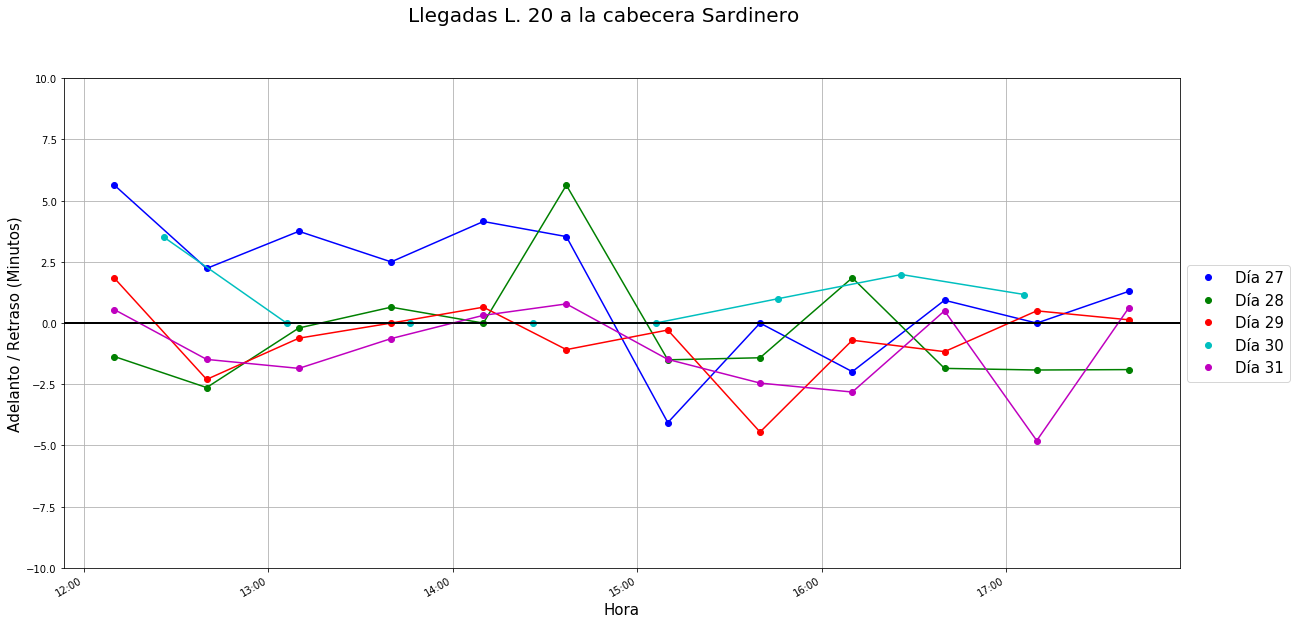 Llegadas L. 20 a la cabecera Sardinero
Adelanto / Retraso (Minutos)
10.0
7.5
5.0
2.5
0.0
−2.5
−5.0
−7.5
−10.0
12:00
13:00
14:00
15:00
16:00
17:00
Hora
Día 27
Día 28
Día 29
Día 30
Día 31